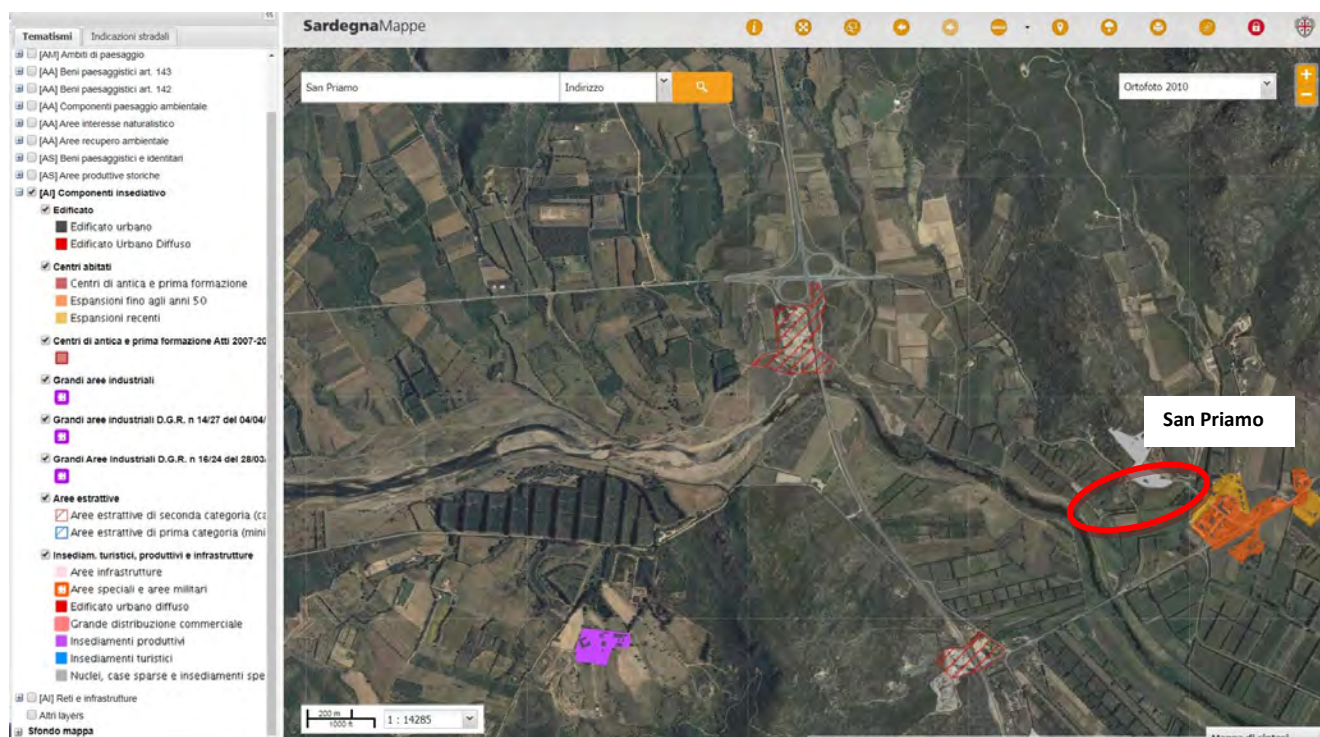 Tematismi
Indicazioni stradali
[AM] Ambiti di paesaggio
[AA] Beni paesaggistici art. 143
[AA] Beni paesaggistici art. 142
[AA] Componenti paesaggio ambientale
[AA] Aree interesse naturalistico
[AA] Aree recupero ambientale
[AS] Beni paesaggistici e identitari
[AS] Aree produttive storiche
[AI] Componenti insediativo
Edificato
Edificato urbano
Edificato Urbano Diffuso
Centri abitati
Centri di antica e prima formazione
Espansioni fino agli anni 50
Espansioni recenti
Centri di antica e prima formazione Atti 2007-20
Grandi aree industriali
Grandi aree industriali D.G.R. n 14/27 del 04/04/
Grandi Aree Industriali D.G.R. n 16/24 del 28/03
Aree estrattive
Aree estrattive di seconda categoria (ca
Aree estrattive di prima categoria (mini
Insediam. turistici, produttivi e infrastrutture
Aree infrastrutture
Aree speciali e aree militari
Edificato urbano diffuso
Grande distribuzione commerciale
Insediamenti produttivi
Insediamenti turistici
Nuclei, case sparse e insediamenti spe
[AI] Reti e infrastrutture
Altri layers
Sfondo mappa
SardegnaMappe
San Priamo
Indirizzo
Ortofoto 2010
+
−
San Priamo
200 m
1000 ft
1 : 14285